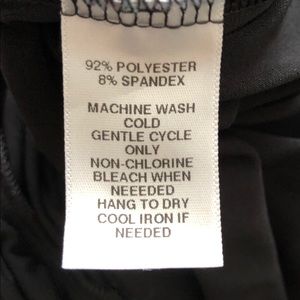 92% POLYESTER
8% SPANDEX
MACHINE WASH
COLD
GENTLE CYCLE
ONLY
NON-CHLORINE
BLEACH WHEN
NEEEDED
HANG TO DRY
COOL IRON IF
NEEDED